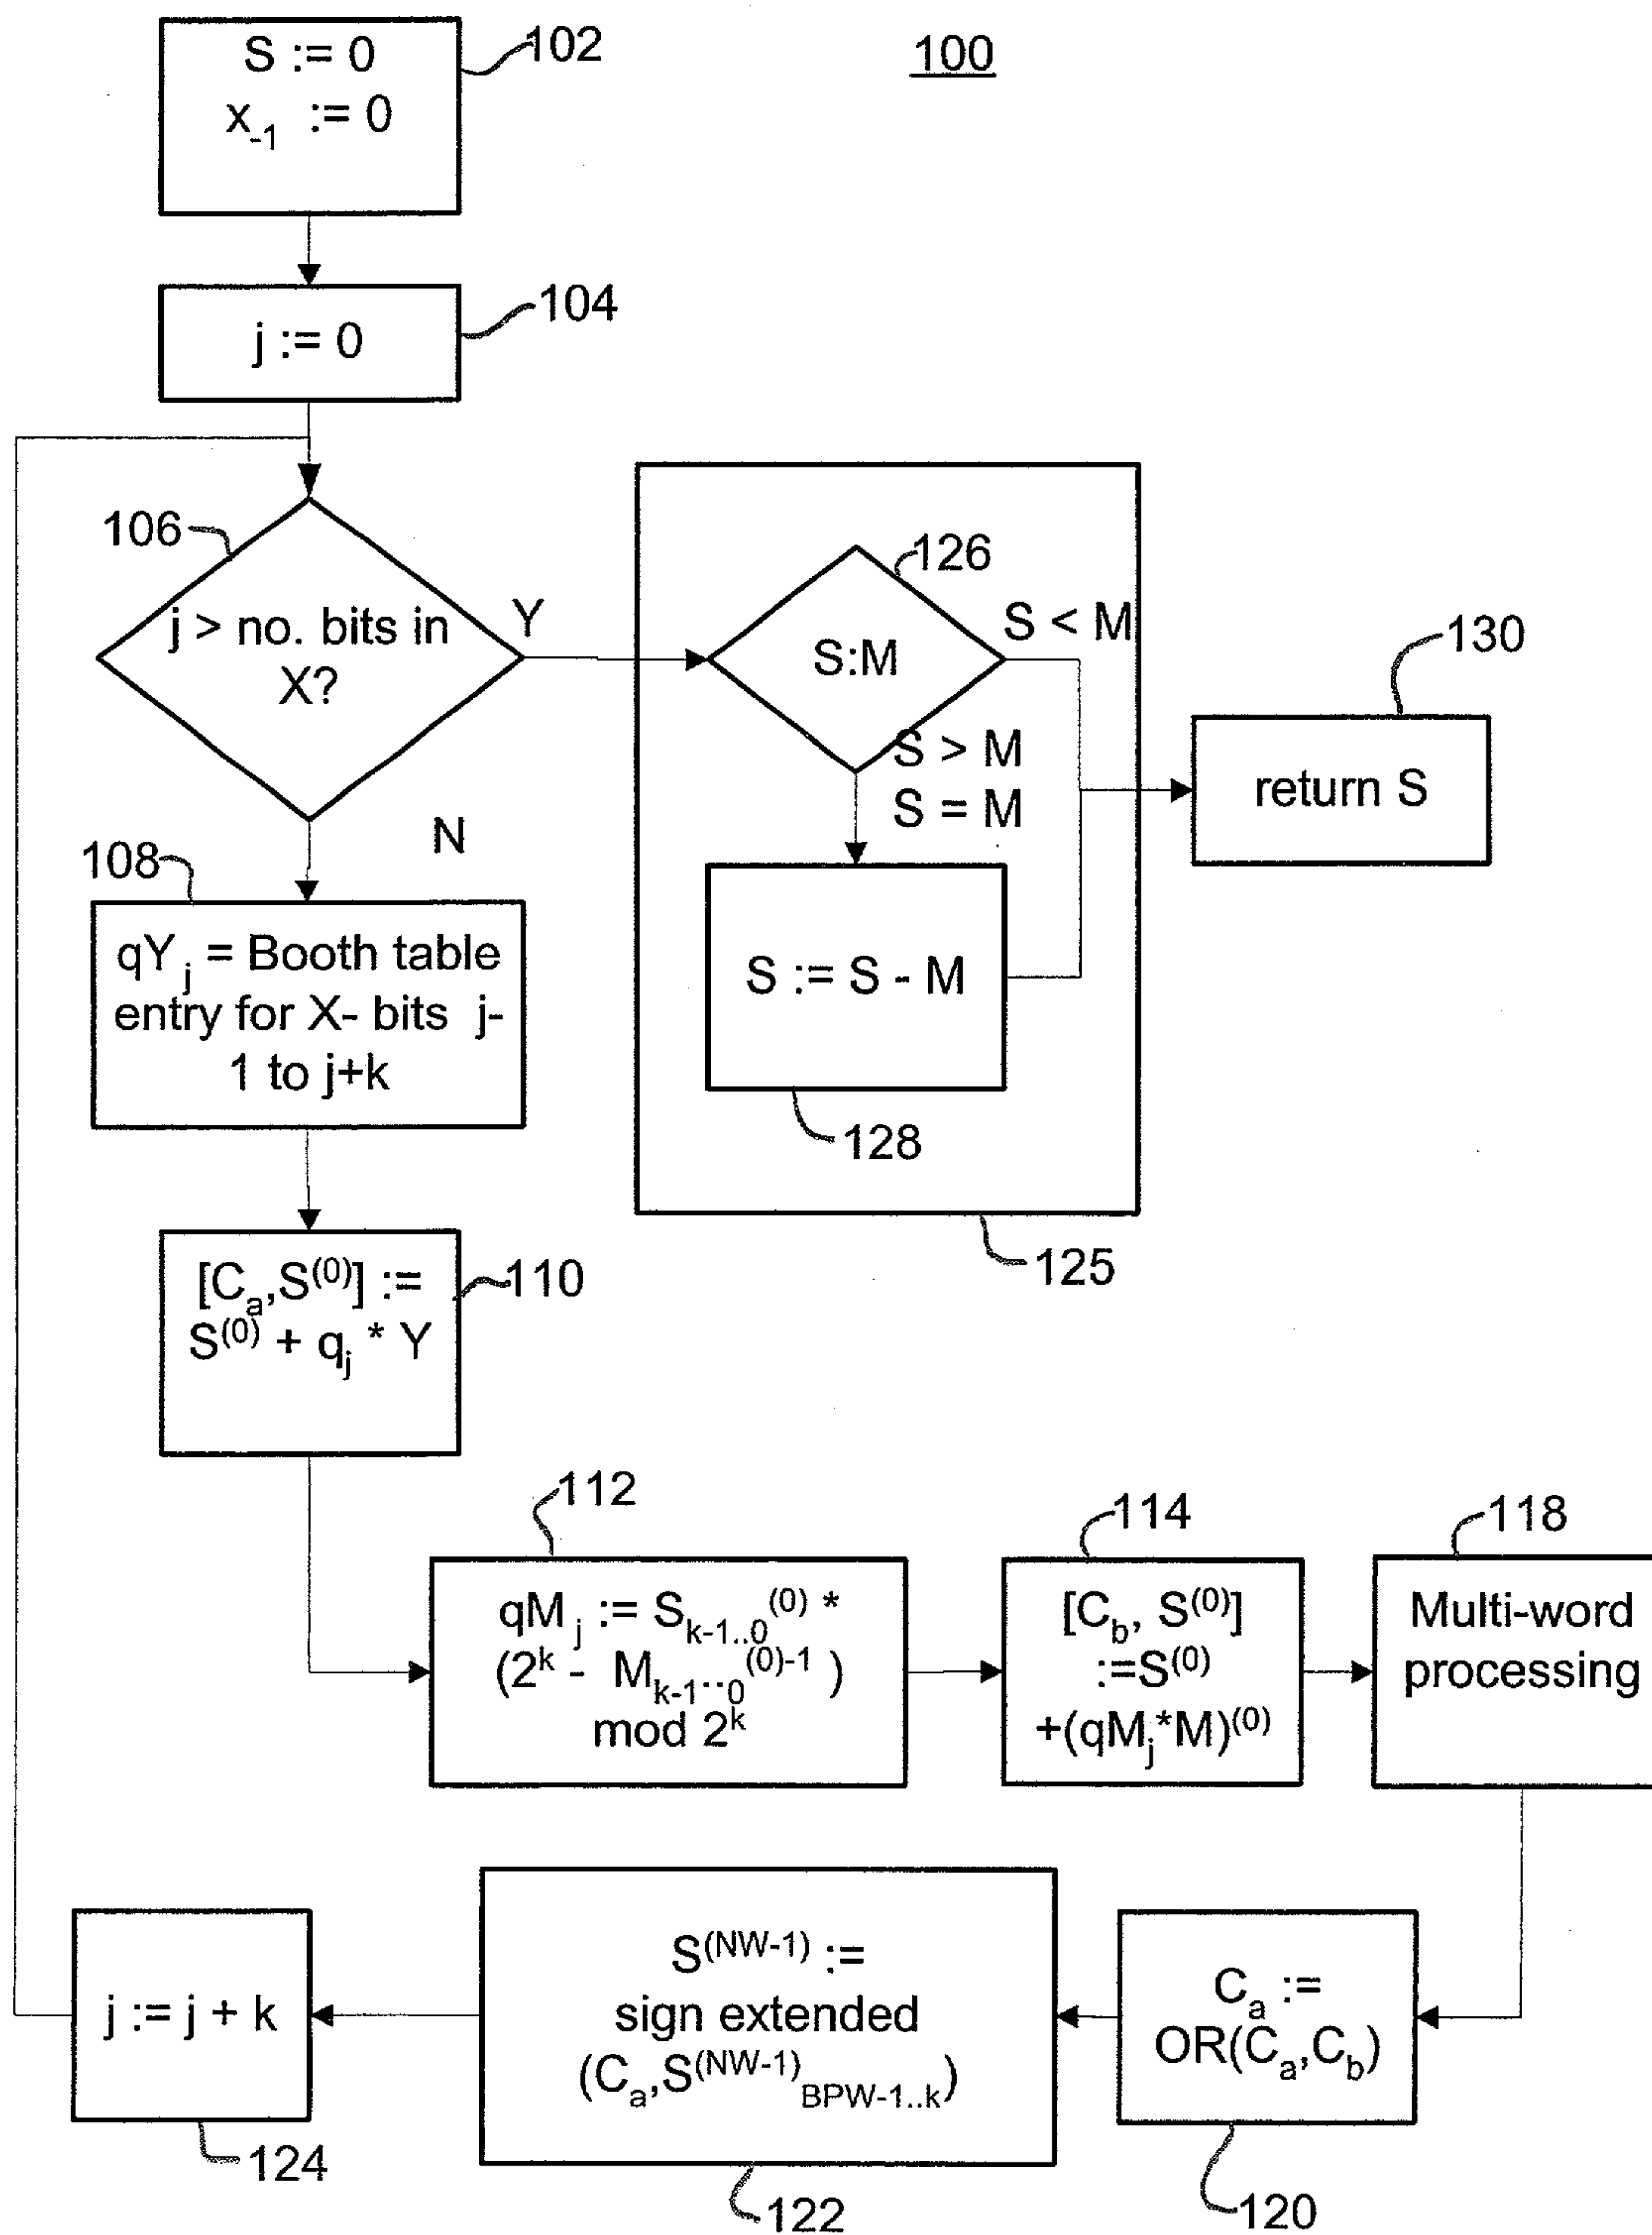 100
S := 0
x-1 := 0
102
j := 0
104
106
j > no. bits in
X?
Y
N
126
S:M
S < M
S > M
S = M
S := S - M
128
125
130
return S
108
qY j = Booth table
entry for X- bits j-
1 to j+k
[Ca,S(0)] :=
S(0) + qj * Y
110
112
qM j := Sk-1..0(0) *
(2k - Mk-1..0(0)-1 )
mod 2k
114
[Cb, S(0)]
:=S(0)
+(qMj*M)(0)
118
Multi-word
processing
Ca :=
OR(Ca,Cb)
120
S(NW-1) :=
sign extended
(Ca,S(NW-1)BPW-1..k)
122
j := j + k
124